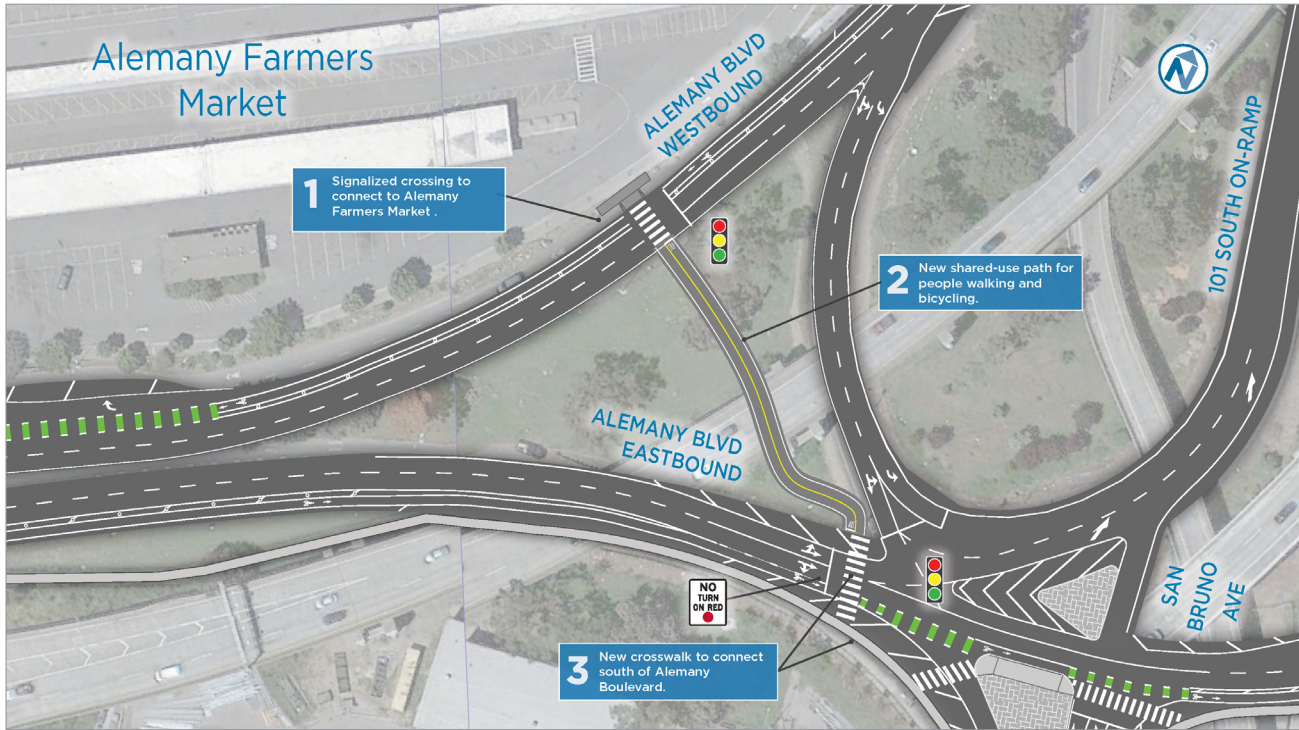 Alemany Farmers
Market
ALEMANY BLVD
WESTBOUND
N
101 SOUTH ON-RAMP
1
Signalized crossing to
connect to Alemany
Farmers Market .
2
New shared-use path for
people walking and
bicycling.
ALEMANY BLVD
EASTBOUND
NO
TURN
ON RED
SAN
BRUNO
AVE
3
New crosswalk to connect
south of Alemany
Boulevard.